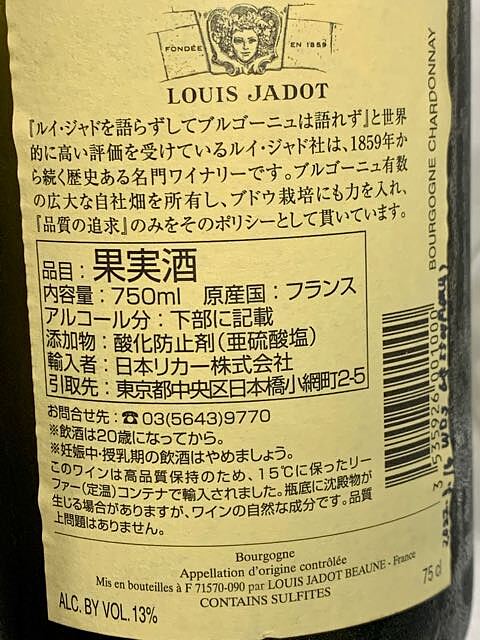 FONDÉE EN 1859
LOUIS JADOT
『ルイ・ジャドを語らずしてブルゴーニュは語れず』と世界
的に高い評価を受けているルイ・ジャド社は、1859年か
ら続く歴史ある名門ワイナリーです。ブルゴーニュ有数
の広大な自社畑を所有し、ブドウ栽培にも力を入れ、
『品質の追求』のみをそのポリシーとして貫いています。
品目：果実酒
内容量：750ml 原産国：フランス
アルコール分：下部に記載
添加物：酸化防止剤（亜硫酸塩）
輸入者：日本リカー株式会社
引取先：東京都中央区日本橋小網町2-5
お問合せ先：☎03(5643)9770
※飲酒は20歳になってから。
※妊娠中・授乳期の飲酒はやめましょう。
このワインは高品質保持のため、15℃に保ったリー
ファー（定温）コンテナで輸入されました。瓶底に沈殿物が
生じる場合がありますが、ワインの自然な成分です。品質
上問題はありません。
Bourgogne
Appellation d'origine contrôlée
Mis en bouteilles à F 71570-090 par LOUIS JADOT BEAUNE - France
CONTAINS SULFITES
ALC. BY VOL. 13%
75 cl
BOURGOGNE CHARDONNAY
3 535926 001000